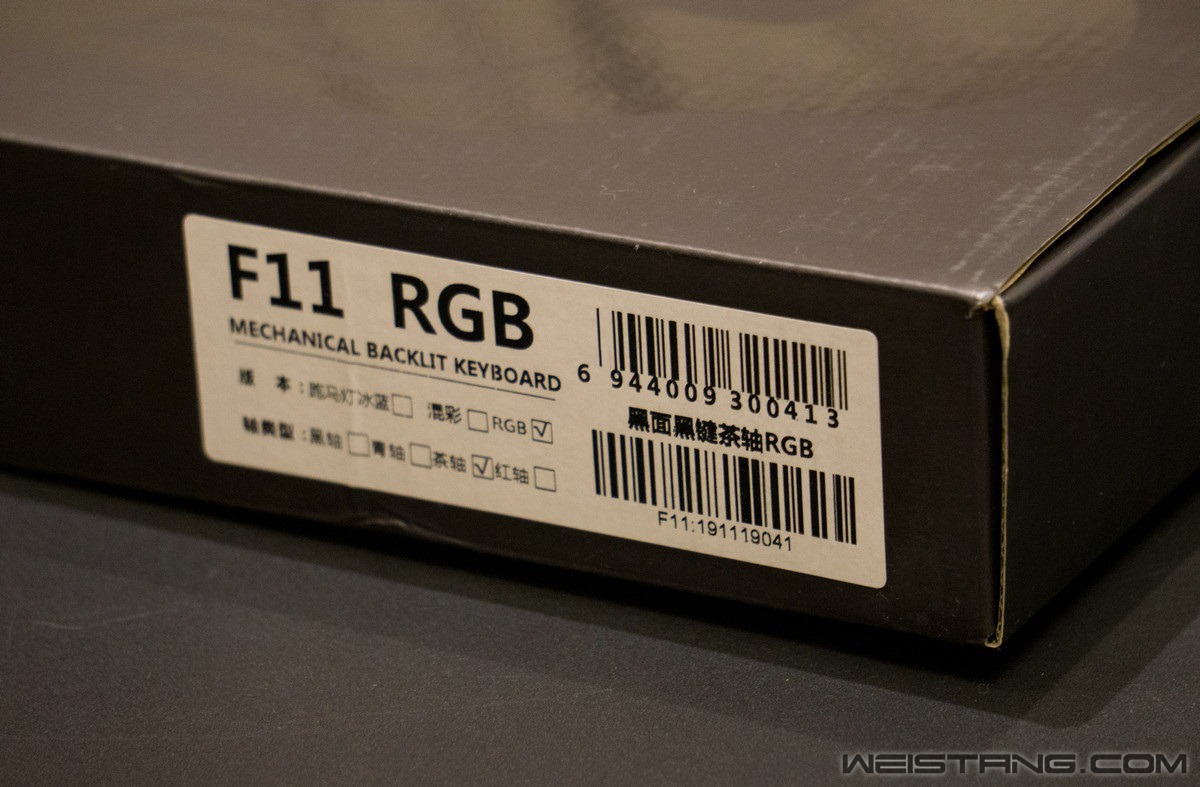 F11 RGB
MECHANICAL BACKLIT KEYBOARD
版 本：跑马灯冰蓝□ 混彩□RGB☑
轴类型：黑轴□青轴□茶轴☑红轴□
6 944009 300413
黑面黑键茶轴RGB
F11:191119041
WEISTANG.COM